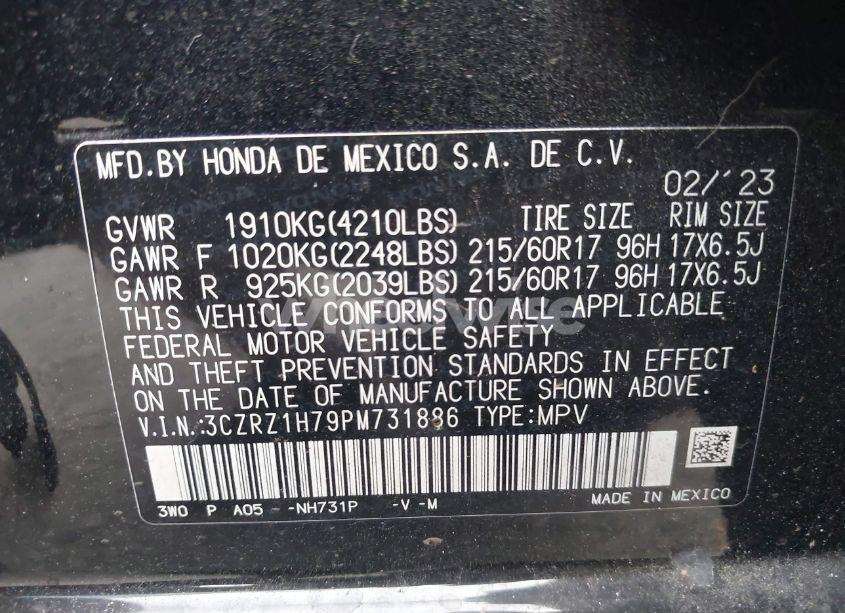 MFD.BY HONDA DE MEXICO S.A. DE C.V.
02/'23
GVWR 1910KG(4210LBS) TIRE SIZE RIM SIZE
GAWR F 1020KG(2248LBS) 215/60R17 96H 17X6.5J
GAWR R 925KG(2039LBS) 215/60R17 96H 17X6.5J
THIS VEHICLE CONFORMS TO ALL APPLICABLE
FEDERAL MOTOR VEHICLE SAFETY
AND THEFT PREVENTION STANDARDS IN EFFECT
ON THE DATE OF MANUFACTURE SHOWN ABOVE.
V.I.N.:3CZRZ1H79PM731886 TYPE:MPV
3W0 P A05 -NH731P -V -M MADE IN MEXICO